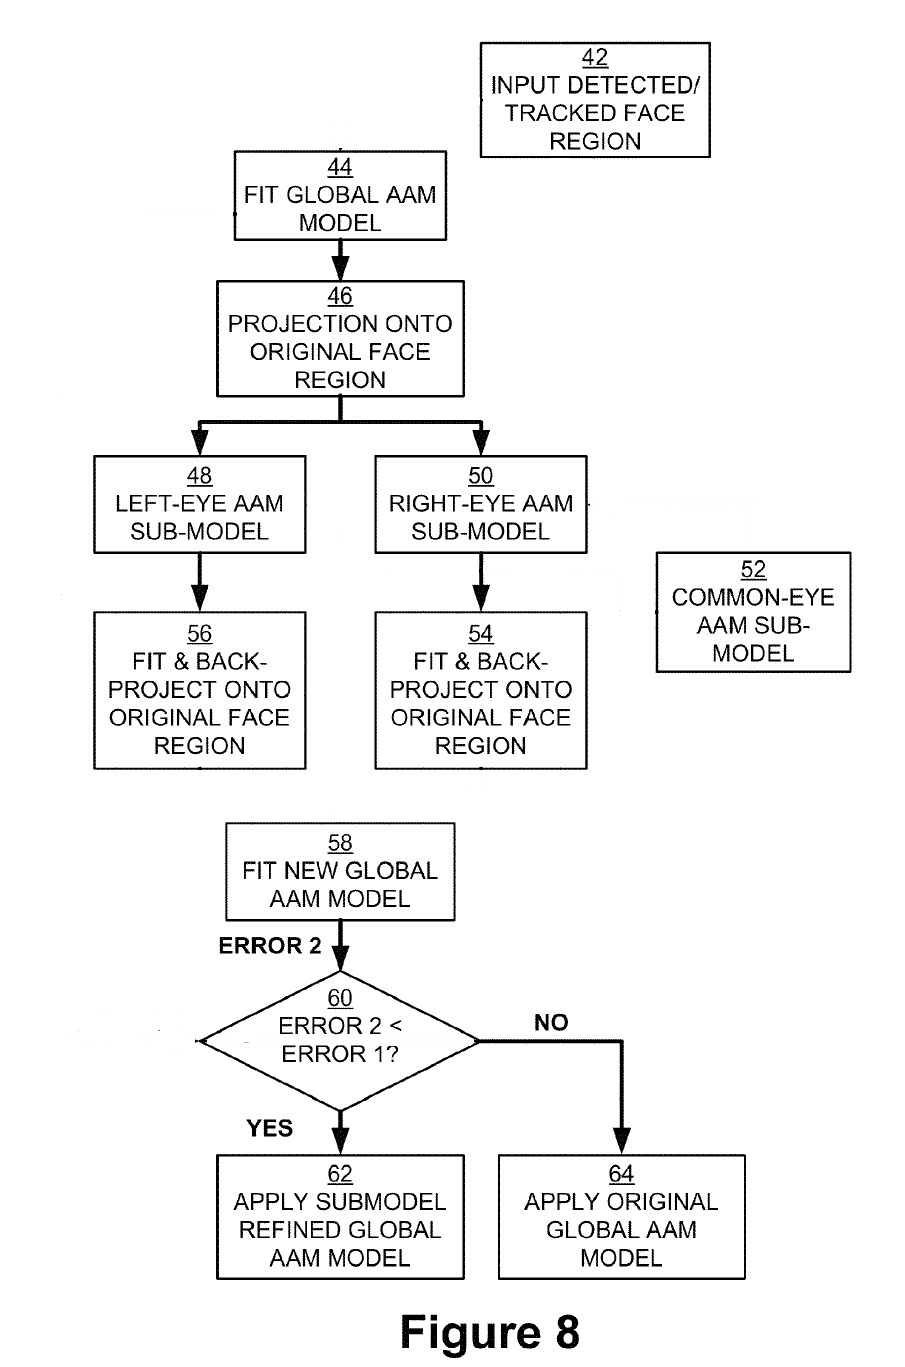 42
INPUT DETECTED/
TRACKED FACE
REGION
44
FIT GLOBAL AAM
MODEL
46
PROJECTION ONTO
ORIGINAL FACE
REGION
48
LEFT-EYE AAM
SUB-MODEL
50
RIGHT-EYE AAM
SUB-MODEL
52
COMMON-EYE
AAM SUB-
MODEL
56
FIT & BACK-
PROJECT ONTO
ORIGINAL FACE
REGION
54
FIT & BACK-
PROJECT ONTO
ORIGINAL FACE
REGION
58
FIT NEW GLOBAL
AAM MODEL
ERROR 2
60
ERROR 2 <
ERROR 1?
NO
YES
62
APPLY SUBMODEL
REFINED GLOBAL
AAM MODEL
64
APPLY ORIGINAL
GLOBAL AAM
MODEL
Figure 8